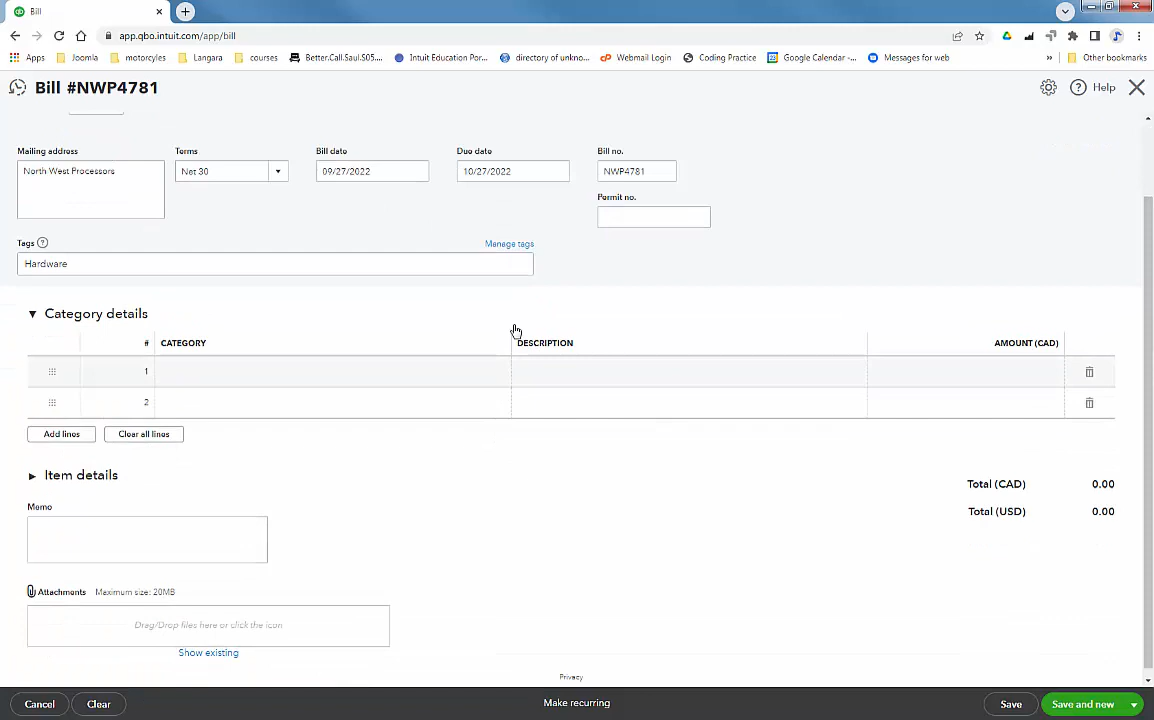 Bill
app.qbo.intuit.com/app/bill
Apps
Joomla
motorcyles
Langara
courses
Better.Call.Saul.S05....
Intuit Education Por...
directory of unkno...
Webmail Login
Coding Practice
Google Calendar -...
Messages for web
»
Other bookmarks
Bill #NWP4781
Help
Mailing address
Terms
Bill date
Due date
Bill no.
North West Processors
Net 30
09/27/2022
10/27/2022
NWP4781
Permit no.
Tags
Manage tags
Hardware
Category details
# CATEGORY DESCRIPTION AMOUNT (CAD)
1
2
Add lines
Clear all lines
Item details
Total (CAD) 0.00
Memo
Total (USD) 0.00
Attachments Maximum size: 20MB
Drag/Drop files here or click the icon
Show existing
Privacy
Cancel
Clear
Make recurring
Save
Save and new